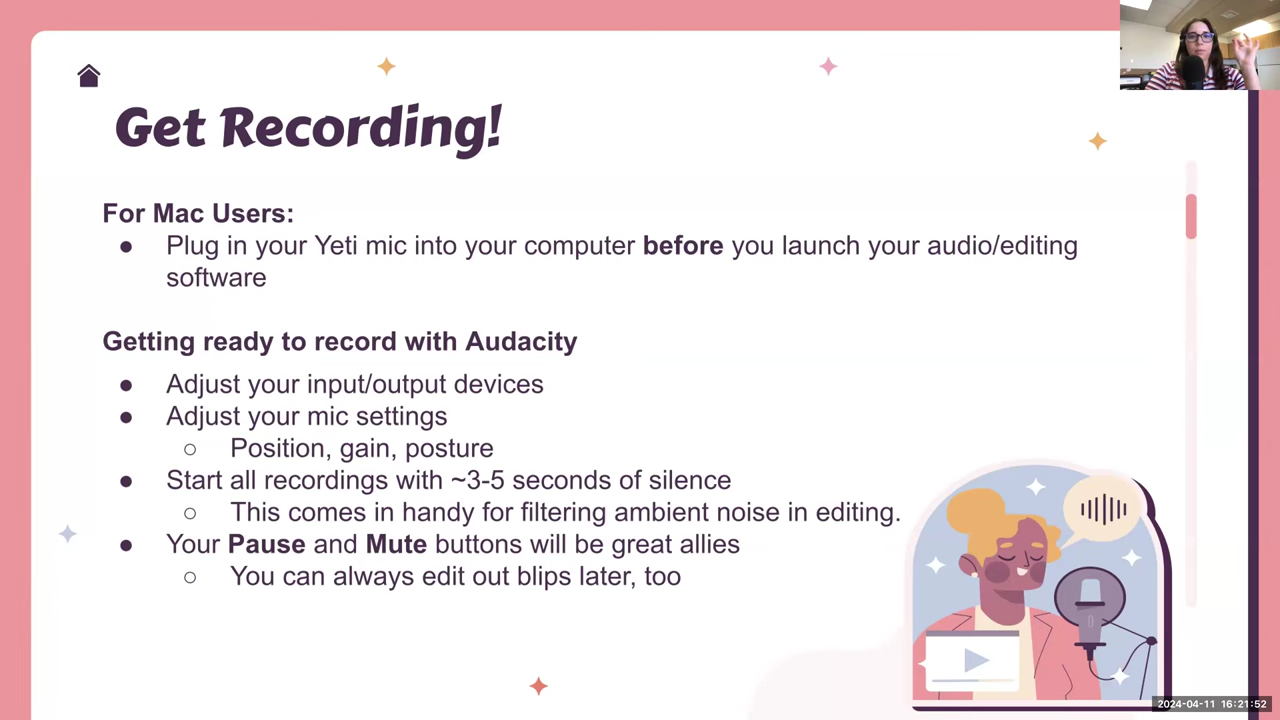 Get Recording!
For Mac Users:
● Plug in your Yeti mic into your computer before you launch your audio/editing
software
Getting ready to record with Audacity
● Adjust your input/output devices
● Adjust your mic settings
○ Position, gain, posture
● Start all recordings with ~3-5 seconds of silence
○ This comes in handy for filtering ambient noise in editing.
● Your Pause and Mute buttons will be great allies
○ You can always edit out blips later, too
2024-04-11 16:21:52